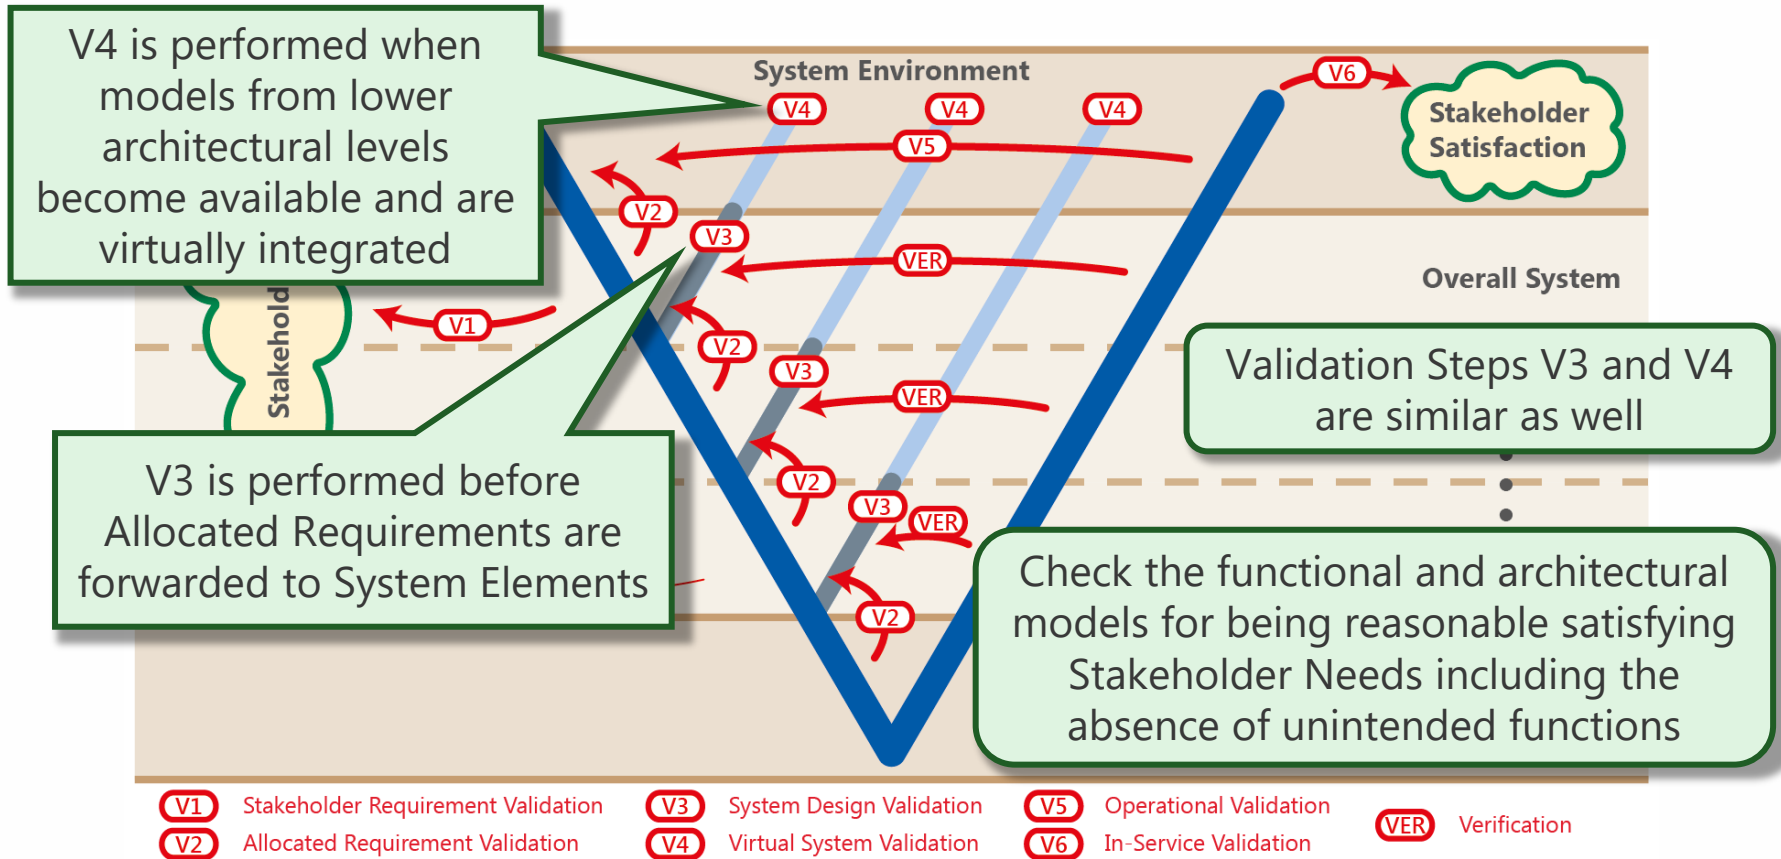 V4 is performed when
models from lower
architectural levels
become available and are
virtually integrated
System Environment
V4
V4
V4
V6
Stakeholder
Satisfaction
V5
V2
V3
VER
Overall System
V1
V2
V3
VER
Validation Steps V3 and V4
are similar as well
V3 is performed before
Allocated Requirements are
forwarded to System Elements
V2
V3
VER
V2
Check the functional and architectural
models for being reasonable satisfying
Stakeholder Needs including the
absence of unintended functions
V1 Stakeholder Requirement Validation
V2 Allocated Requirement Validation
V3 System Design Validation
V4 Virtual System Validation
V5 Operational Validation
V6 In-Service Validation
VER Verification